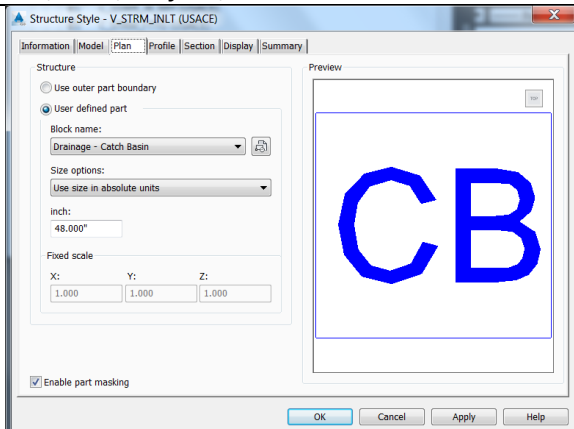 Structure Style - V_STRM_INLT (USACE)
X
Information Model Plan Profile Section Display Summary
Structure
Use outer part boundary
User defined part
Block name:
Drainage - Catch Basin
Size options:
Use size in absolute units
inch:
48.000"
Fixed scale
X: Y: Z:
1.000 1.000 1.000
Enable part masking
Preview
TOP
CB
OK Cancel Apply Help